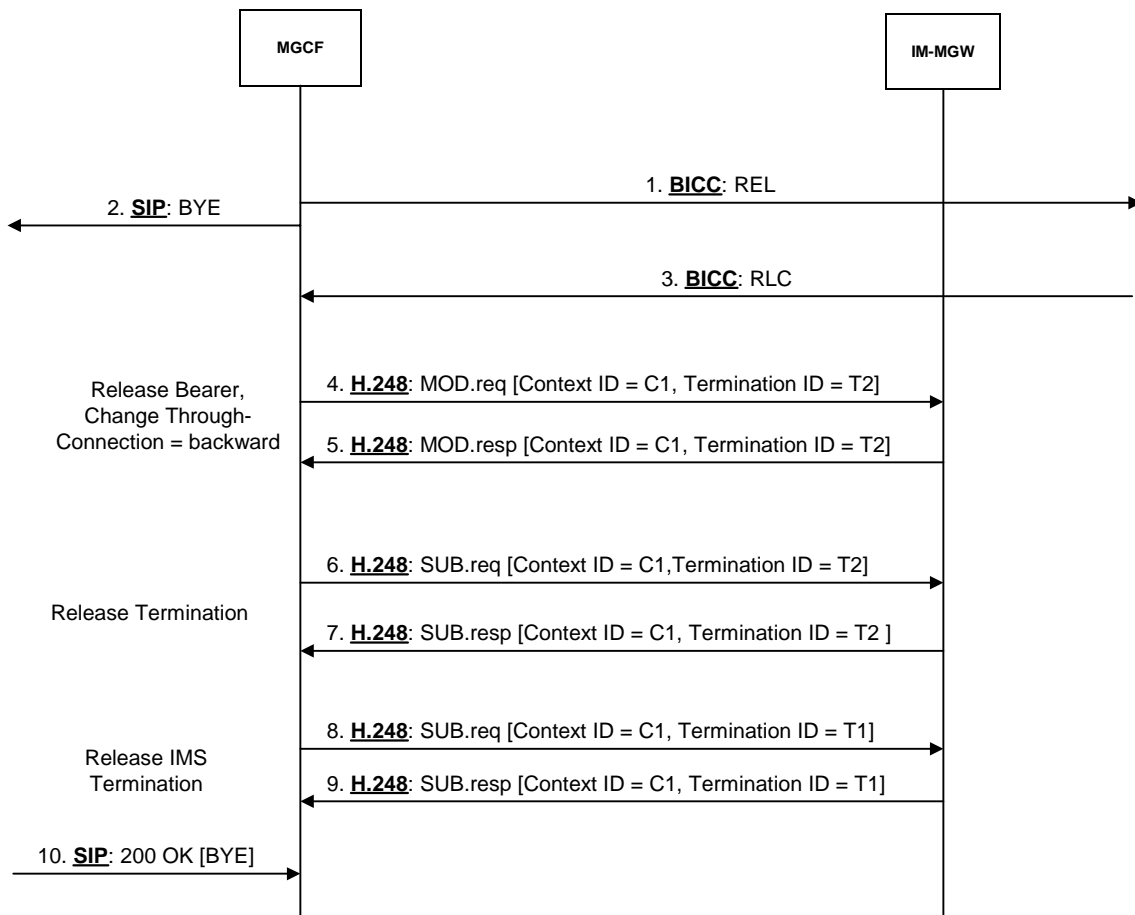 MGCF
IM-MGW
1. BICC: REL
2. SIP: BYE
3. BICC: RLC
Release Bearer,
Change Through-
Connection = backward
4. H.248: MOD.req [Context ID = C1, Termination ID = T2]
5. H.248: MOD.resp [Context ID = C1, Termination ID = T2]
6. H.248: SUB.req [Context ID = C1,Termination ID = T2]
Release Termination
7. H.248: SUB.resp [Context ID = C1, Termination ID = T2 ]
8. H.248: SUB.req [Context ID = C1, Termination ID = T1]
Release IMS
Termination
9. H.248: SUB.resp [Context ID = C1, Termination ID = T1]
10. SIP: 200 OK [BYE]